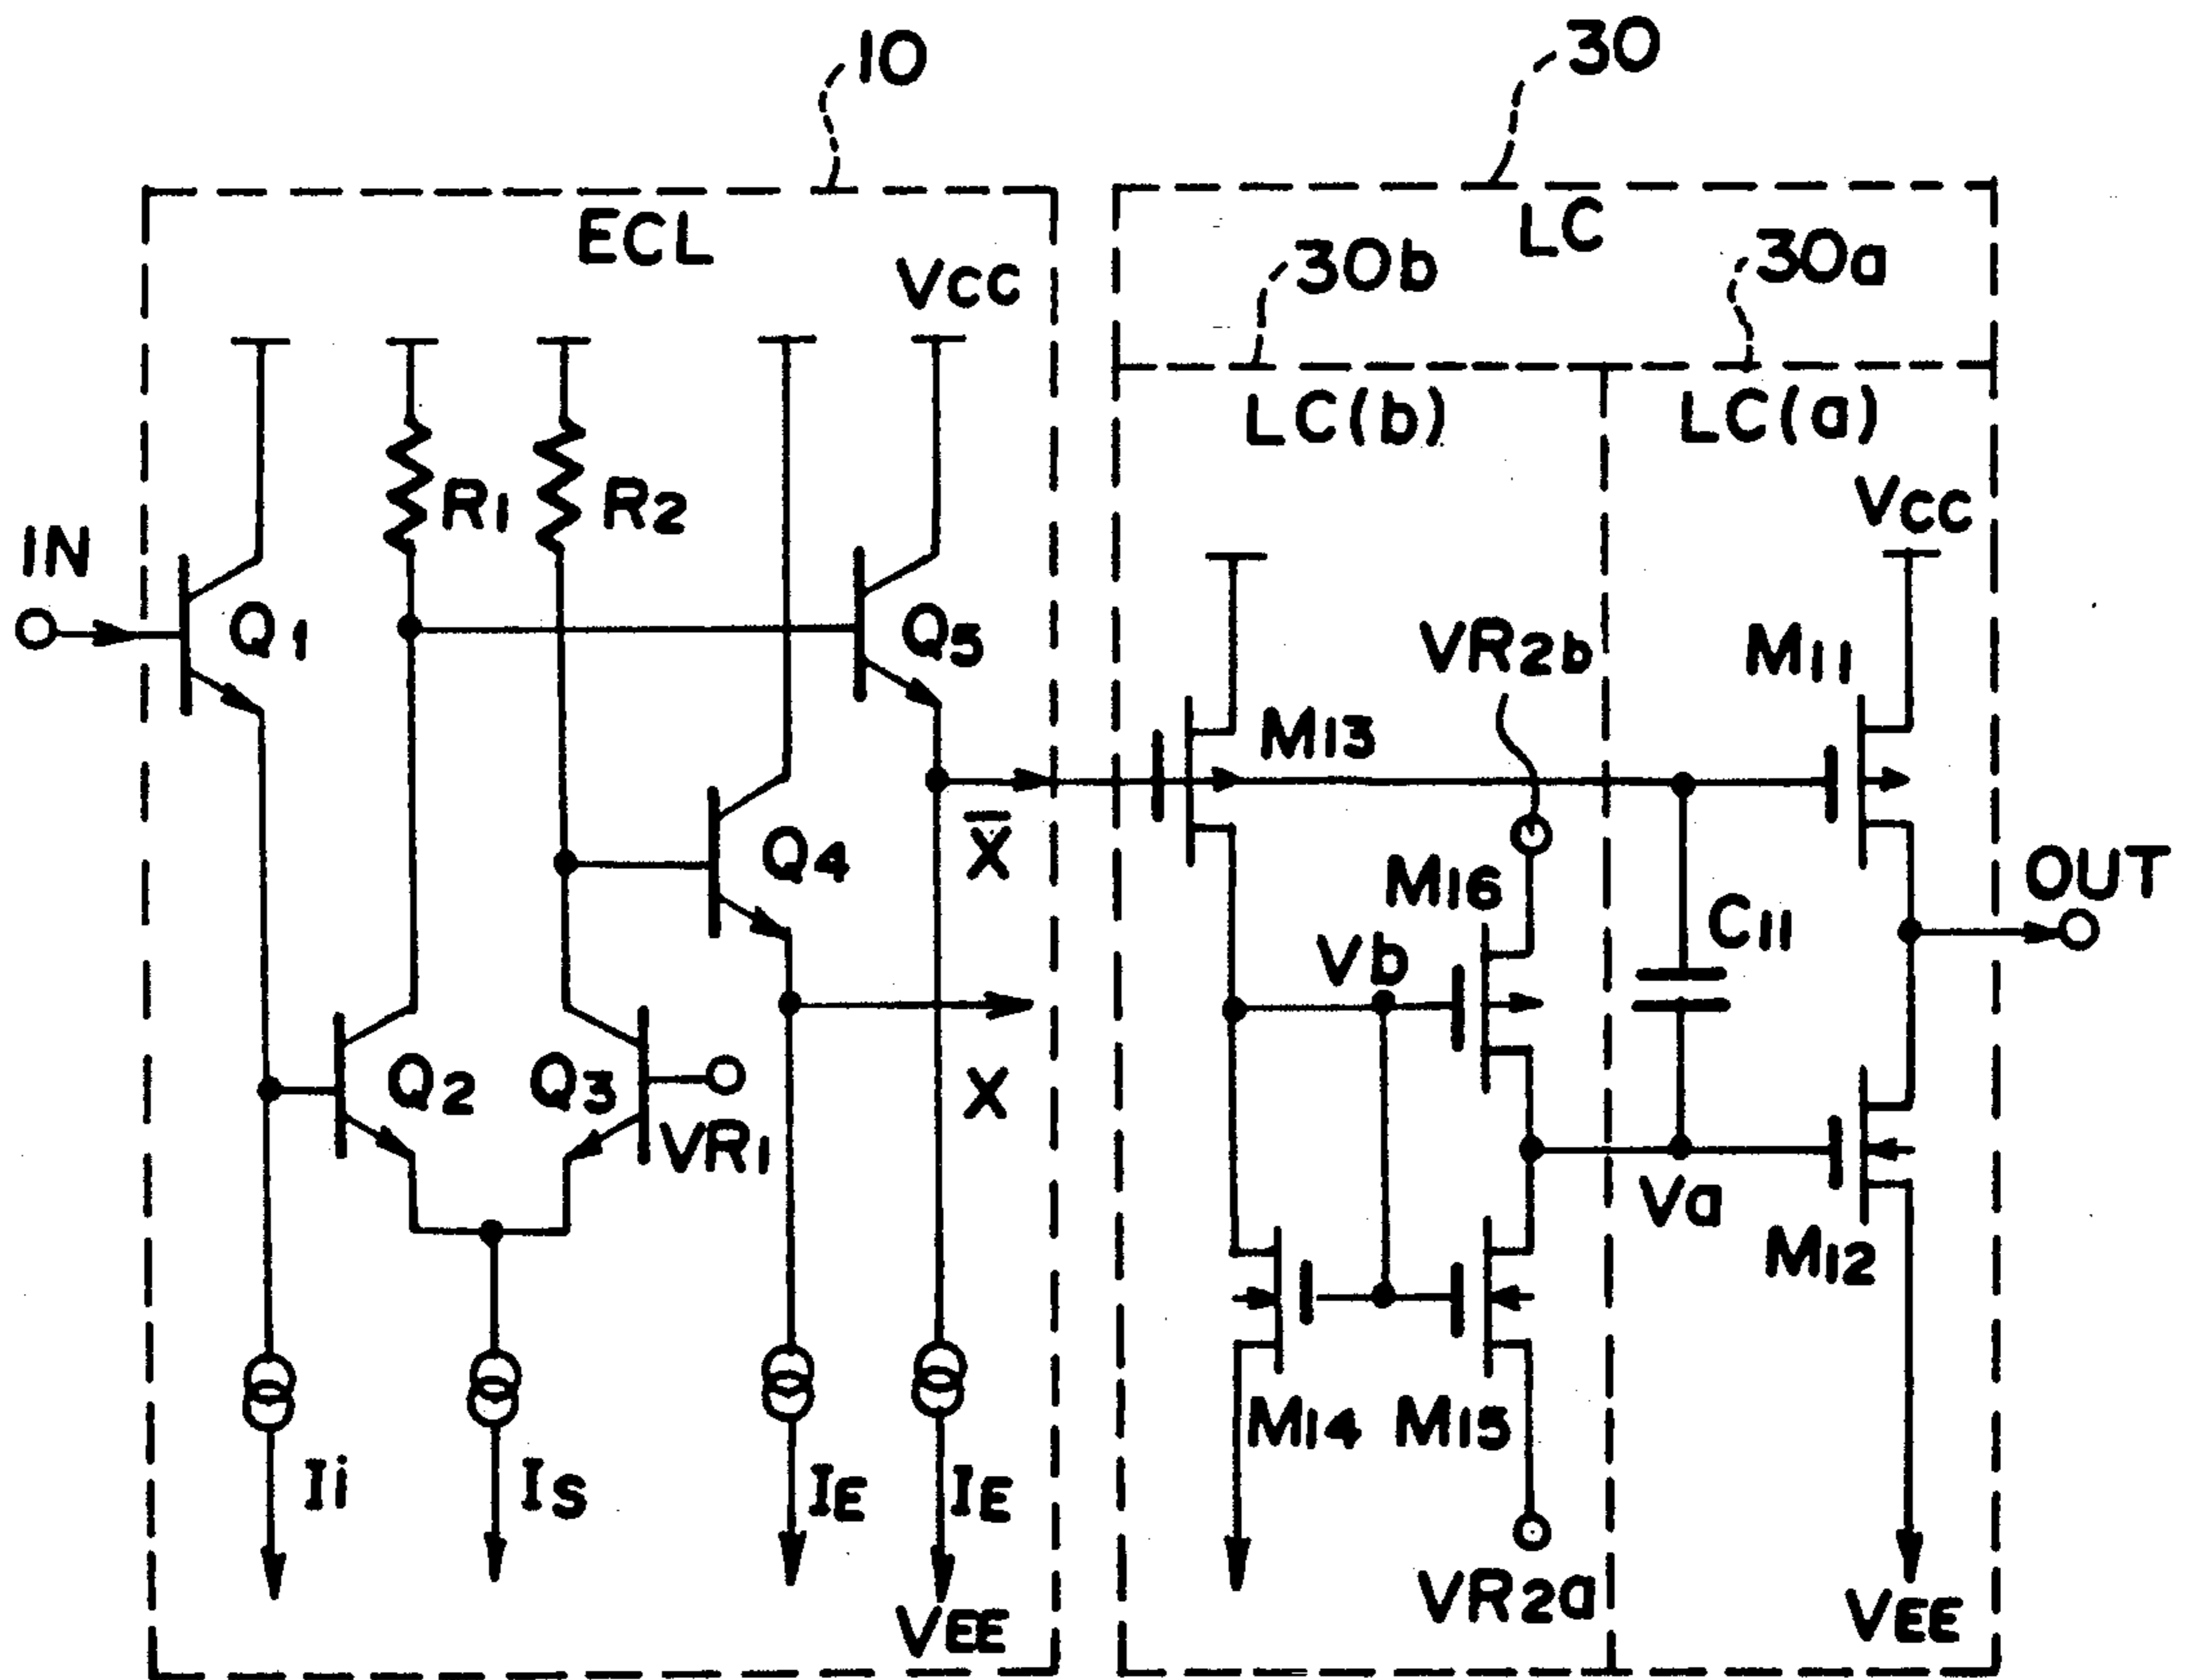 10
30
ECL
LC
30b
30a
VCC
LC(b)
LC(a)
R1
R2
VCC
IN
Q1
Q5
VR2b
M11
M13
X̅
Q4
M16
OUT
C11
Vb
Q2
Q3
X
VR1
Va
M12
M14
M15
Ii
IS
IE
IE
VR2a
VEE
VEE